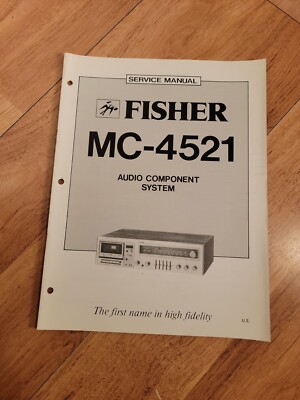 SERVICE MANUAL
FISHER
MC-4521
AUDIO COMPONENT
SYSTEM
The first name in high fidelity
U.S.